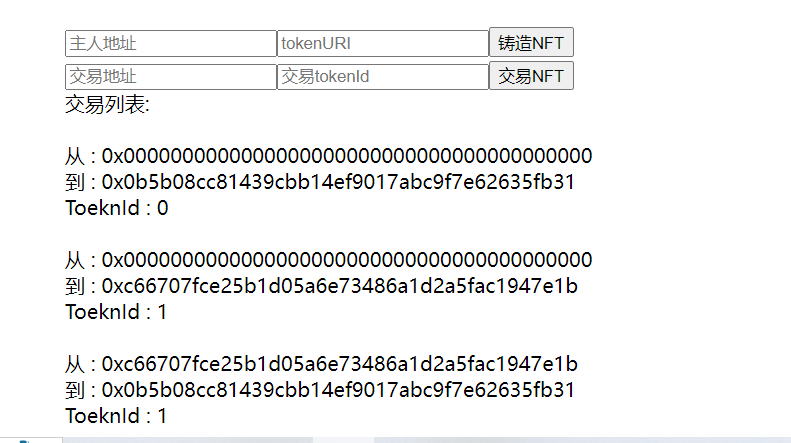 主人地址 tokenURI 铸造NFT
交易地址 交易tokenId 交易NFT
交易列表:
从 : 0x0000000000000000000000000000000000000000
到 : 0x0b5b08cc81439cbb14ef9017abc9f7e62635fb31
ToeknId : 0
从 : 0x0000000000000000000000000000000000000000
到 : 0xc66707fce25b1d05a6e73486a1d2a5fac1947e1b
ToeknId : 1
从 : 0xc66707fce25b1d05a6e73486a1d2a5fac1947e1b
到 : 0x0b5b08cc81439cbb14ef9017abc9f7e62635fb31
ToeknId : 1